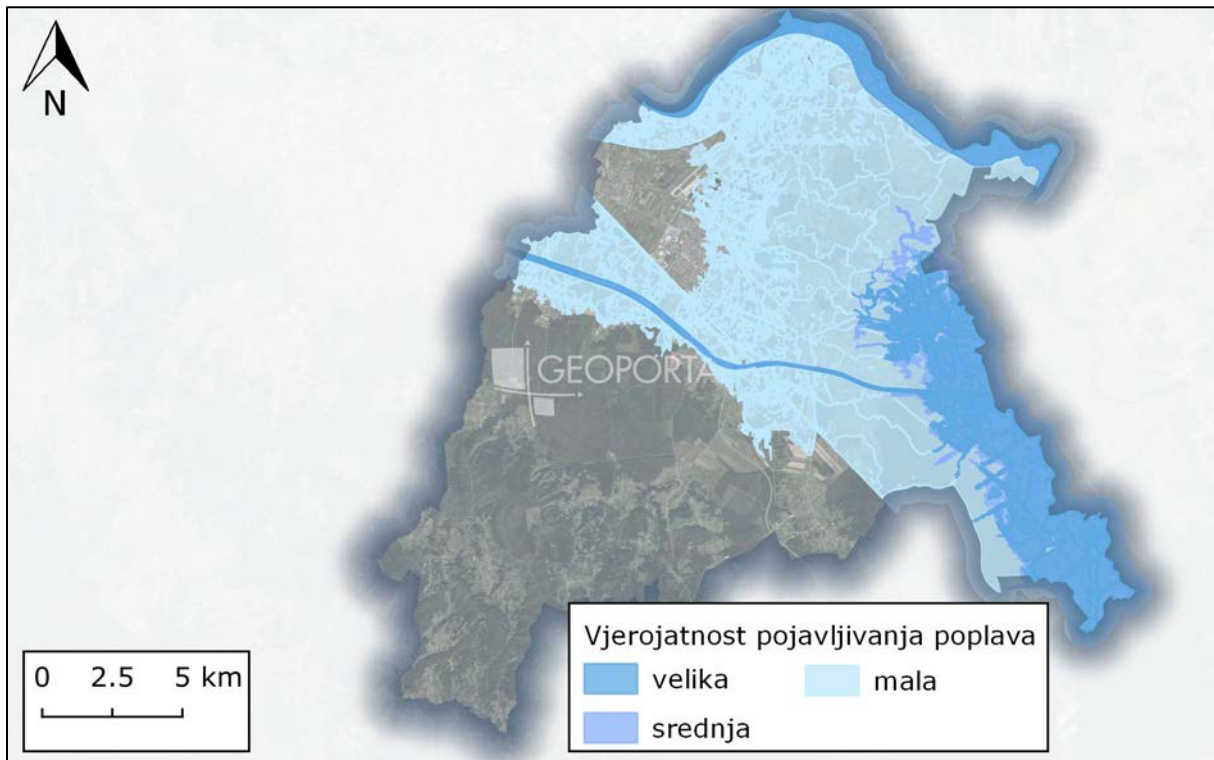 N
GEOPORTA
0 2.5 5 km
Vjerojatnost pojavljivanja poplava
velika
mala
srednja